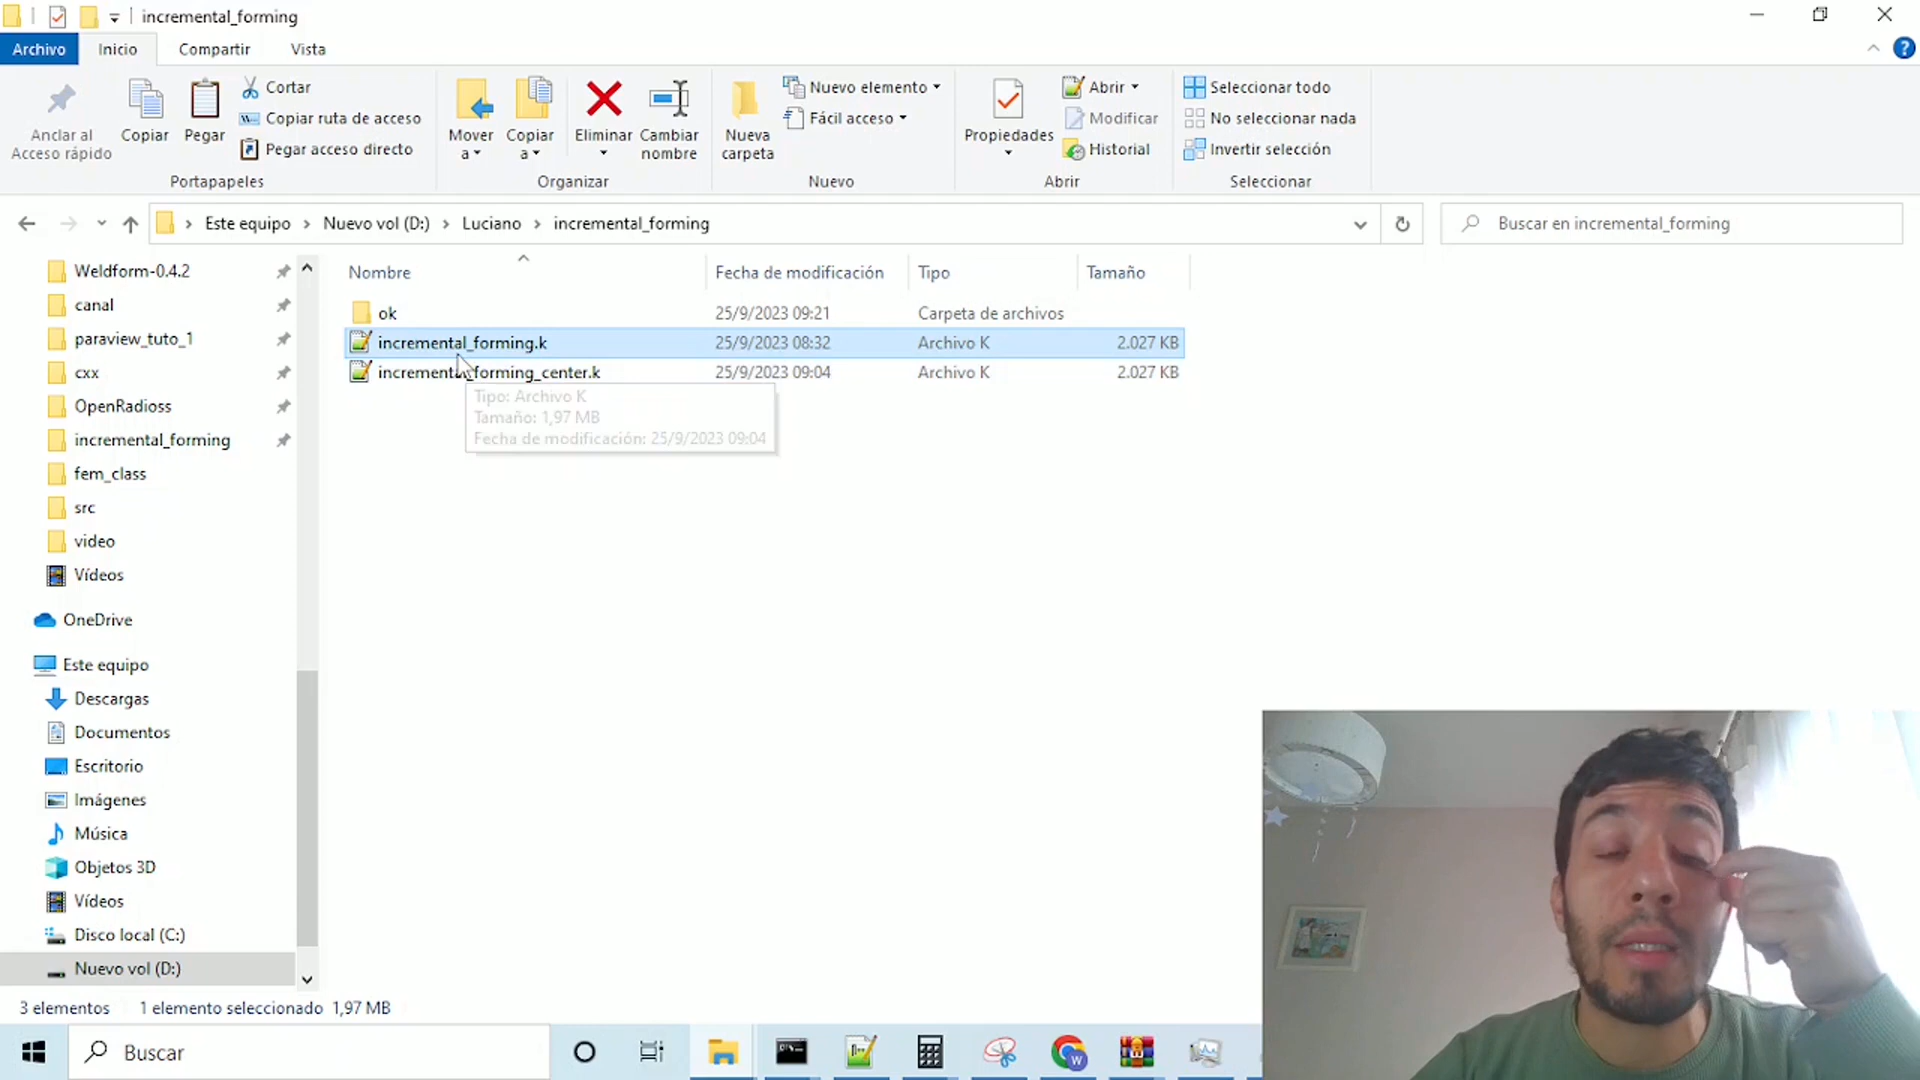 incremental_forming
Archivo
Inicio
Compartir
Vista
Anclar al
Acceso rápido
Copiar
Pegar
Cortar
Copiar ruta de acceso
Pegar acceso directo
Portapapeles
Mover
a
Copiar
a
Eliminar
Cambiar
nombre
Organizar
Nueva
carpeta
Nuevo elemento
Fácil acceso
Nuevo
Propiedades
Abrir
Modificar
Historial
Abrir
Seleccionar todo
No seleccionar nada
Invertir selección
Seleccionar
Este equipo > Nuevo vol (D:) > Luciano > incremental_forming
Buscar en incremental_forming
Weldform-0.4.2
canal
paraview_tuto_1
cxx
OpenRadioss
incremental_forming
fem_class
src
video
Vídeos
OneDrive
Este equipo
Descargas
Documentos
Escritorio
Imágenes
Música
Objetos 3D
Vídeos
Disco local (C:)
Nuevo vol (D:)
Nombre Fecha de modificación Tipo Tamaño
ok 25/9/2023 09:21 Carpeta de archivos
incremental_forming.k 25/9/2023 08:32 Archivo K 2.027 KB
incremental_forming_center.k 25/9/2023 09:04 Archivo K 2.027 KB
Tipo: Archivo K
Tamaño: 1,97 MB
Fecha de modificación: 25/9/2023 09:04
3 elementos 1 elemento seleccionado 1,97 MB
Buscar
W